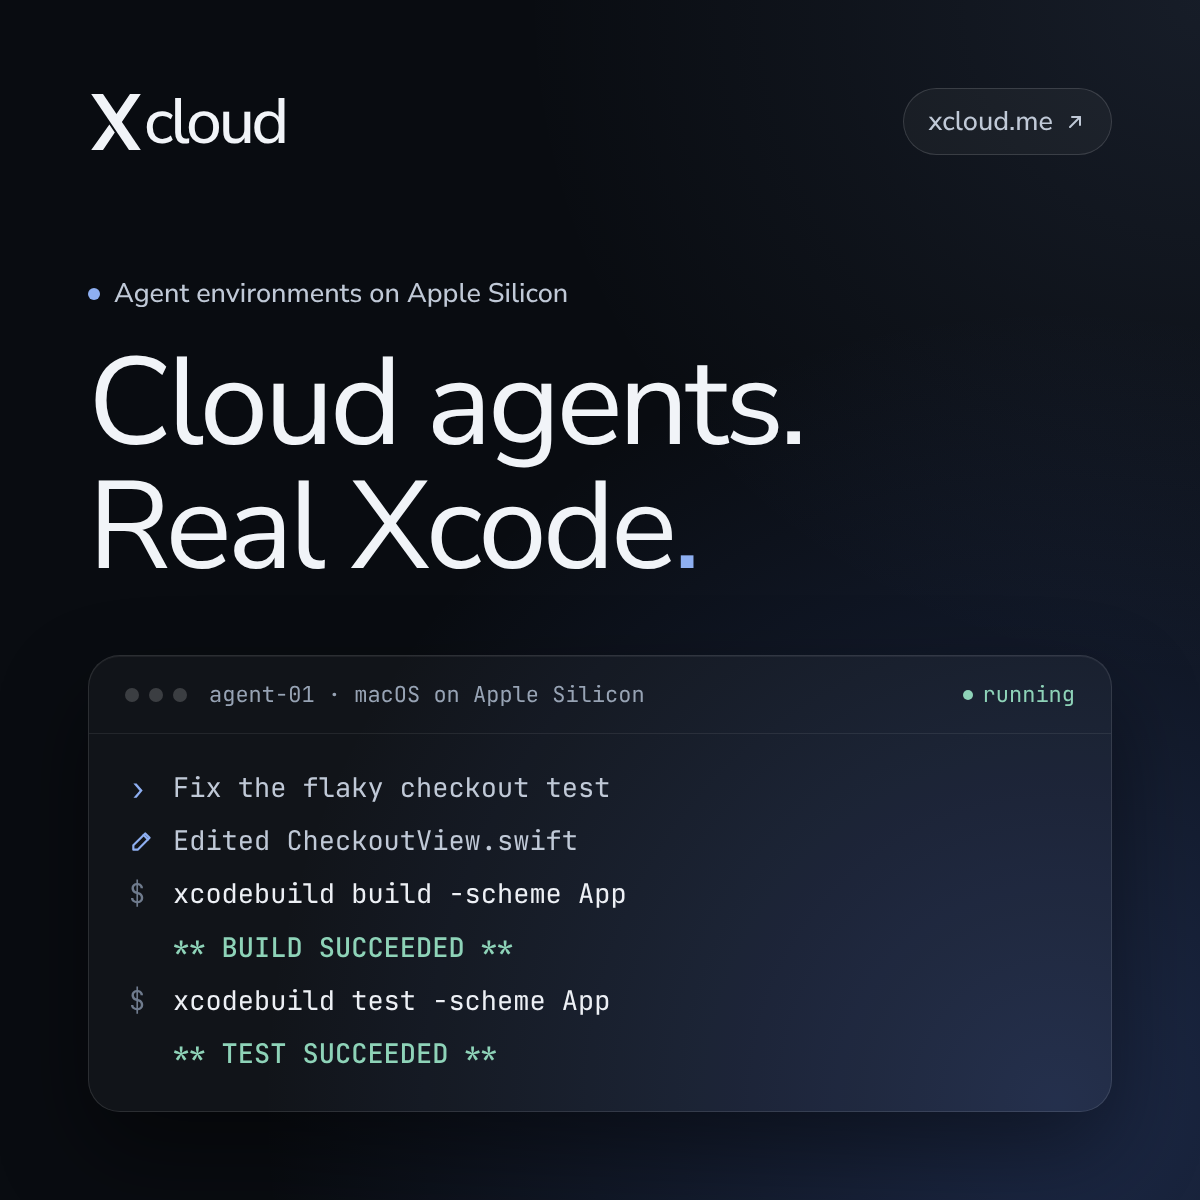 Xcloud
xcloud.me ↗
Agent environments on Apple Silicon
Cloud agents.
Real Xcode.
agent-01 · macOS on Apple Silicon
running
› Fix the flaky checkout test
Edited CheckoutView.swift
$ xcodebuild build -scheme App
** BUILD SUCCEEDED **
$ xcodebuild test -scheme App
** TEST SUCCEEDED **